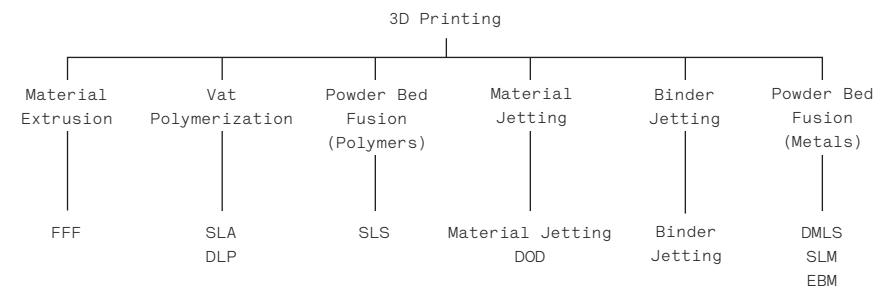 3D Printing
Material
Extrusion
Vat
Polymerization
Powder Bed
Fusion
(Polymers)
Material
Jetting
Binder
Jetting
Powder Bed
Fusion
(Metals)
FFF
SLA
DLP
SLS
Material Jetting
DOD
Binder
Jetting
DMLS
SLM
EBM